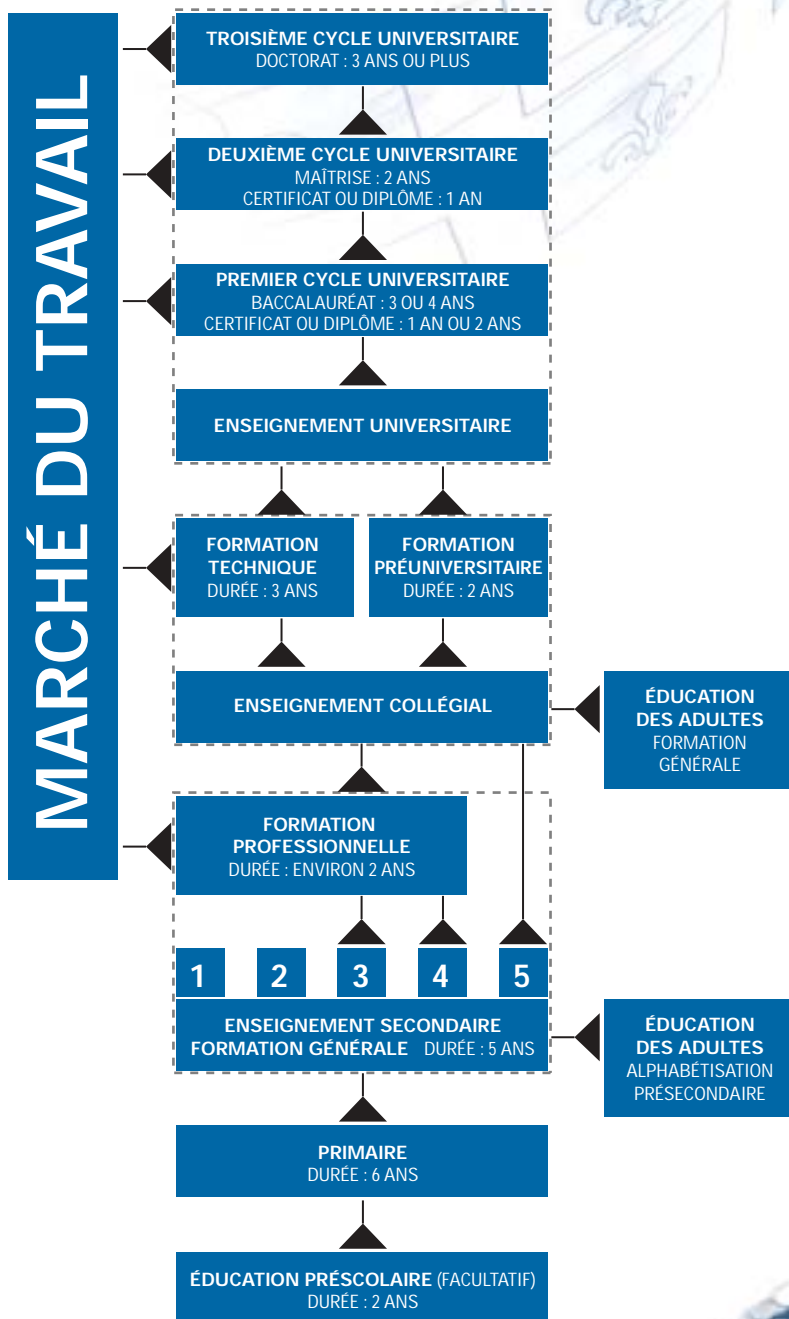 MARCHÉ DU TRAVAIL
TROISIÈME CYCLE UNIVERSITAIRE
DOCTORAT : 3 ANS OU PLUS
DEUXIÈME CYCLE UNIVERSITAIRE
MAÎTRISE : 2 ANS
CERTIFICAT OU DIPLÔME : 1 AN
PREMIER CYCLE UNIVERSITAIRE
BACCALAURÉAT : 3 OU 4 ANS
CERTIFICAT OU DIPLÔME : 1 AN OU 2 ANS
ENSEIGNEMENT UNIVERSITAIRE
FORMATION
TECHNIQUE
DURÉE : 3 ANS
FORMATION
PRÉUNIVERSITAIRE
DURÉE : 2 ANS
ENSEIGNEMENT COLLÉGIAL
ÉDUCATION
DES ADULTES
FORMATION
GÉNÉRALE
FORMATION
PROFESSIONNELLE
DURÉE : ENVIRON 2 ANS
1 2 3 4 5
ENSEIGNEMENT SECONDAIRE
FORMATION GÉNÉRALE DURÉE : 5 ANS
ÉDUCATION
DES ADULTES
ALPHABÉTISATION
PRÉSECONDAIRE
PRIMAIRE
DURÉE : 6 ANS
ÉDUCATION PRÉSCOLAIRE (FACULTATIF)
DURÉE : 2 ANS